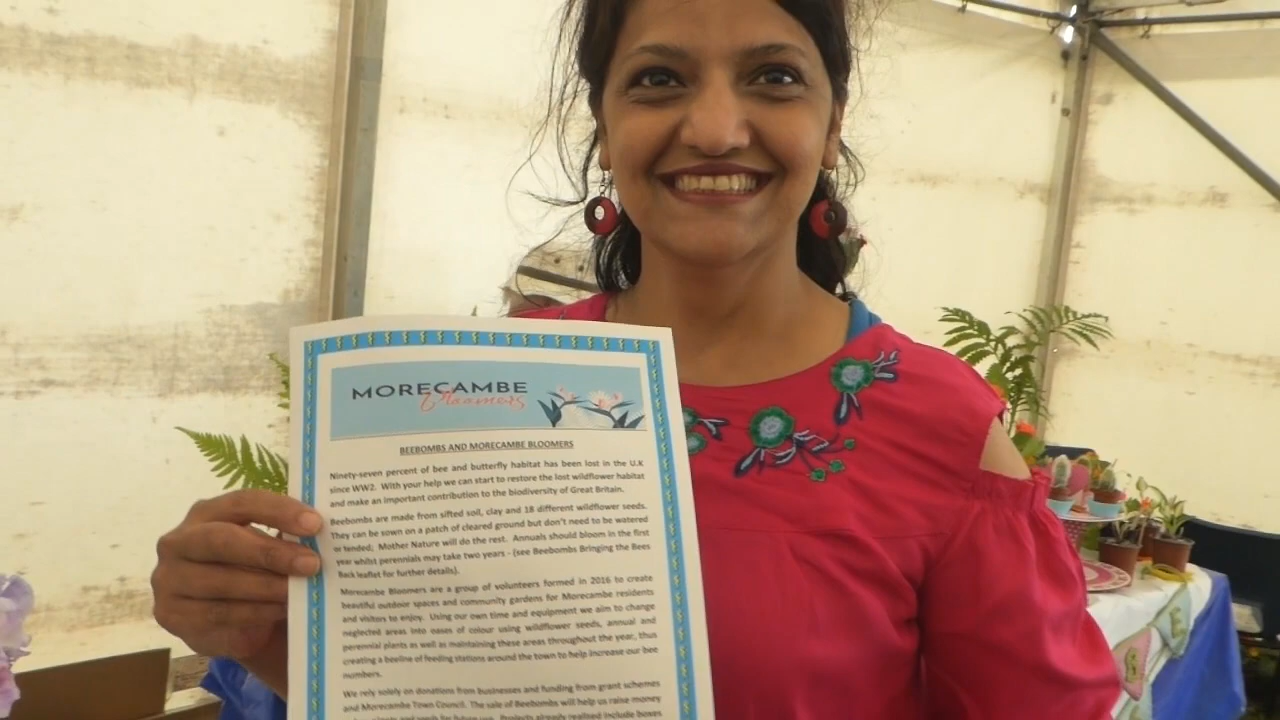 MORECAMBE
Bloomers
BEEBOMBS AND MORECAMBE BLOOMERS
Ninety-seven percent of bee and butterfly habitat has been lost in the U.K
since WW2. With your help we can start to restore the lost wildflower habitat
and make an important contribution to the biodiversity of Great Britain.
Beebombs are made from sifted soil, clay and 18 different wildflower seeds.
They can be sown on a patch of cleared ground but don't need to be watered
or tended; Mother Nature will do the rest. Annuals should bloom in the first
year whilst perennials may take two years - (see Beebombs Bringing the Bees
Back leaflet for further details).
Morecambe Bloomers are a group of volunteers formed in 2016 to create
beautiful outdoor spaces and community gardens for Morecambe residents
and visitors to enjoy. Using our own time and equipment we aim to change
neglected areas into oases of colour using wildflower seeds, annual and
perennial plants as well as maintaining these areas throughout the year, thus
creating a beeline of feeding stations around the town to help increase our bee
numbers.
We rely solely on donations from businesses and funding from grant schemes
and Morecambe Town Council. The sale of Beebombs will help us raise money